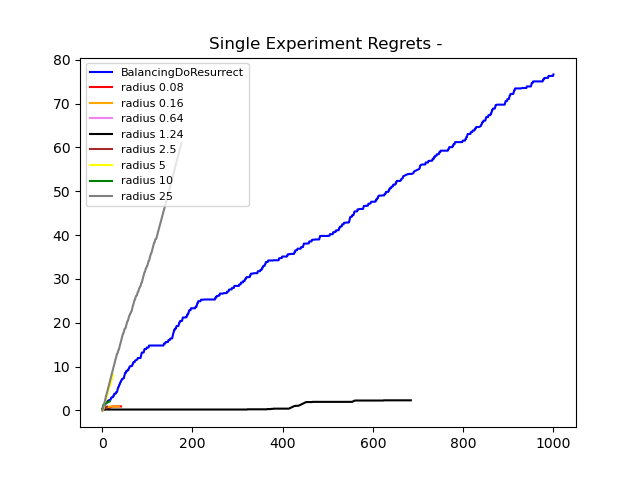 Single Experiment Regrets -
80
70
60
50
40
30
20
10
0
BalancingDoResurrect
radius 0.08
radius 0.16
radius 0.64
radius 1.24
radius 2.5
radius 5
radius 10
radius 25
0 200 400 600 800 1000